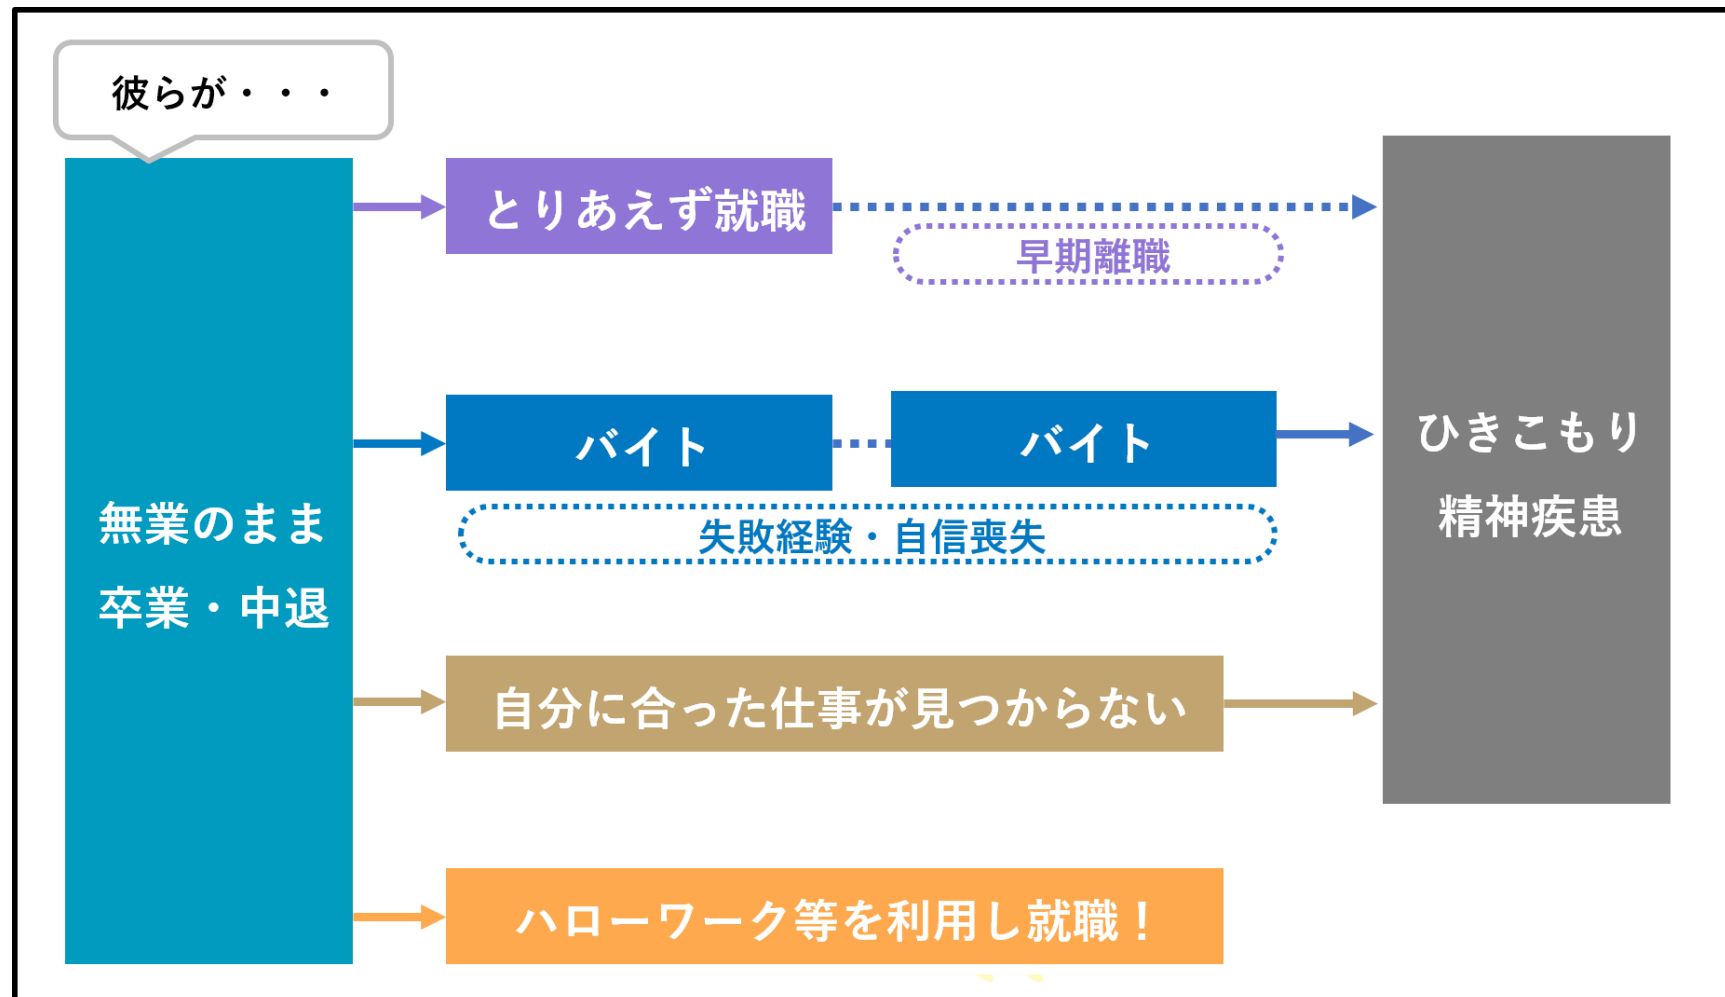 彼らが・・・
とりあえず就職
早期離職
バイト
バイト
失敗経験・自信喪失
無業のまま
卒業・中退
自分に合った仕事が見つからない
ハローワーク等を利用し就職！
ひきこもり
精神疾患